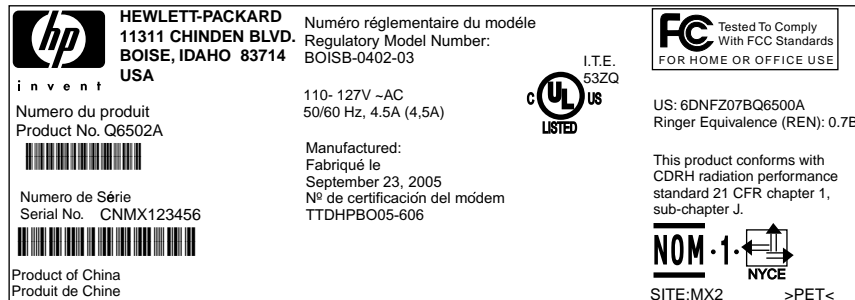 hp
invent
HEWLETT-PACKARD
11311 CHINDEN BLVD.
BOISE, IDAHO 83714
USA
Numero du produit
Product No. Q6502A
Numero de Série
Serial No. CNMX123456
Product of China
Produit de Chine
Numéro réglementaire du modéle
Regulatory Model Number:
BOISB-0402-03
110- 127V ~AC
50/60 Hz, 4.5A (4,5A)
Manufactured:
Fabriqué le
September 23, 2005
Nº de certificación del módem
TTDHPBO05-606
I.T.E.
53ZQ
C UL US
LISTED
FC Tested To Comply
With FCC Standards
FOR HOME OR OFFICE USE
US: 6DNFZ07BQ6500A
Ringer Equivalence (REN): 0.7B
This product conforms with
CDRH radiation performance
standard 21 CFR chapter 1,
sub-chapter J.
NOM·1·
NYCE
SITE:MX2 >PET<